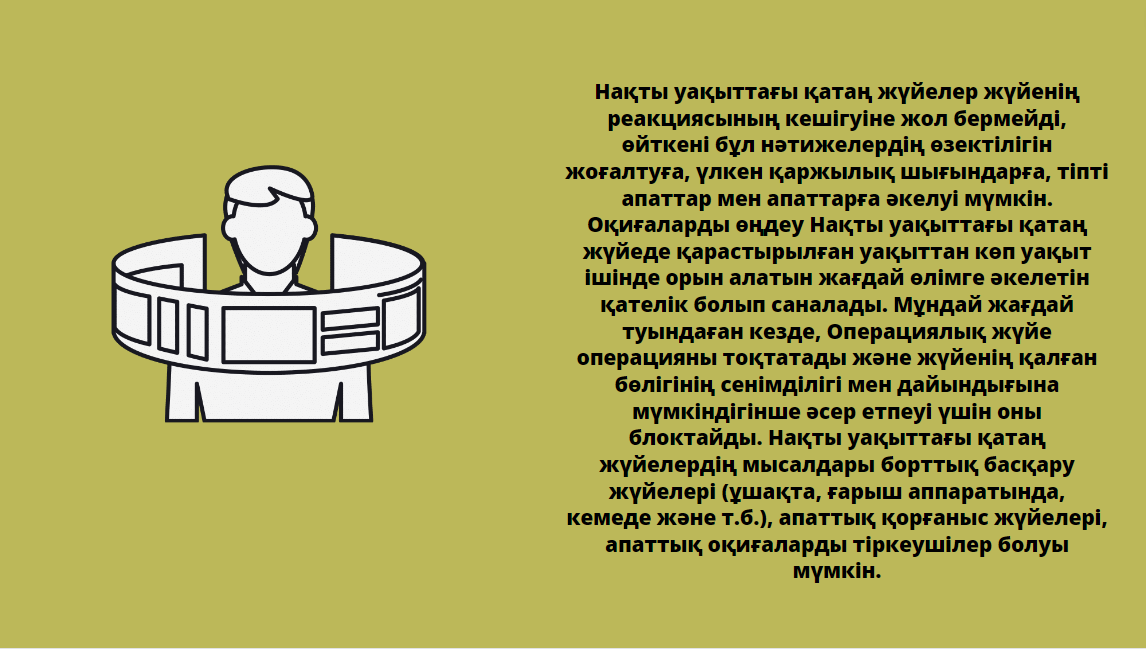 Нақты уақыттағы қатаң жүйелер жүйенің
реакциясының кешігуіне жол бермейді,
өйткені бұл нәтижелердің өзектілігін
жоғалтуға, үлкен қаржылық шығындарға, тіпті
апаттар мен апаттарға әкелуі мүмкін.
Оқиғаларды өңдеу Нақты уақыттағы қатаң
жүйеде қарастырылған уақыттан көп уақыт
ішінде орын алатын жағдай өлімге әкелетін
қателік болып саналады. Мұндай жағдай
туындаған кезде, Операциялық жүйе
операцияны тоқтатады және жүйенің қалған
бөлігінің сенімділігі мен дайындығына
мүмкіндігінше әсер етпеуі үшін оны
блоктайды. Нақты уақыттағы қатаң
жүйелердің мысалдары борттық басқару
жүйелері (ұшақта, ғарыш аппаратында,
кемеде және т.б.), апаттық қорғаныс жүйелері,
апаттық оқиғаларды тіркеушілер болуы
мүмкін.